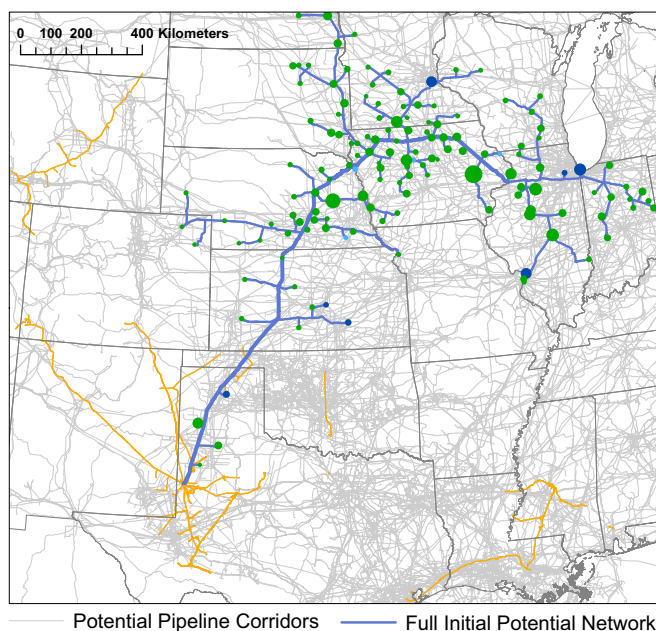 0 100 200 400 Kilometers
Potential Pipeline Corridors Full Initial Potential Network